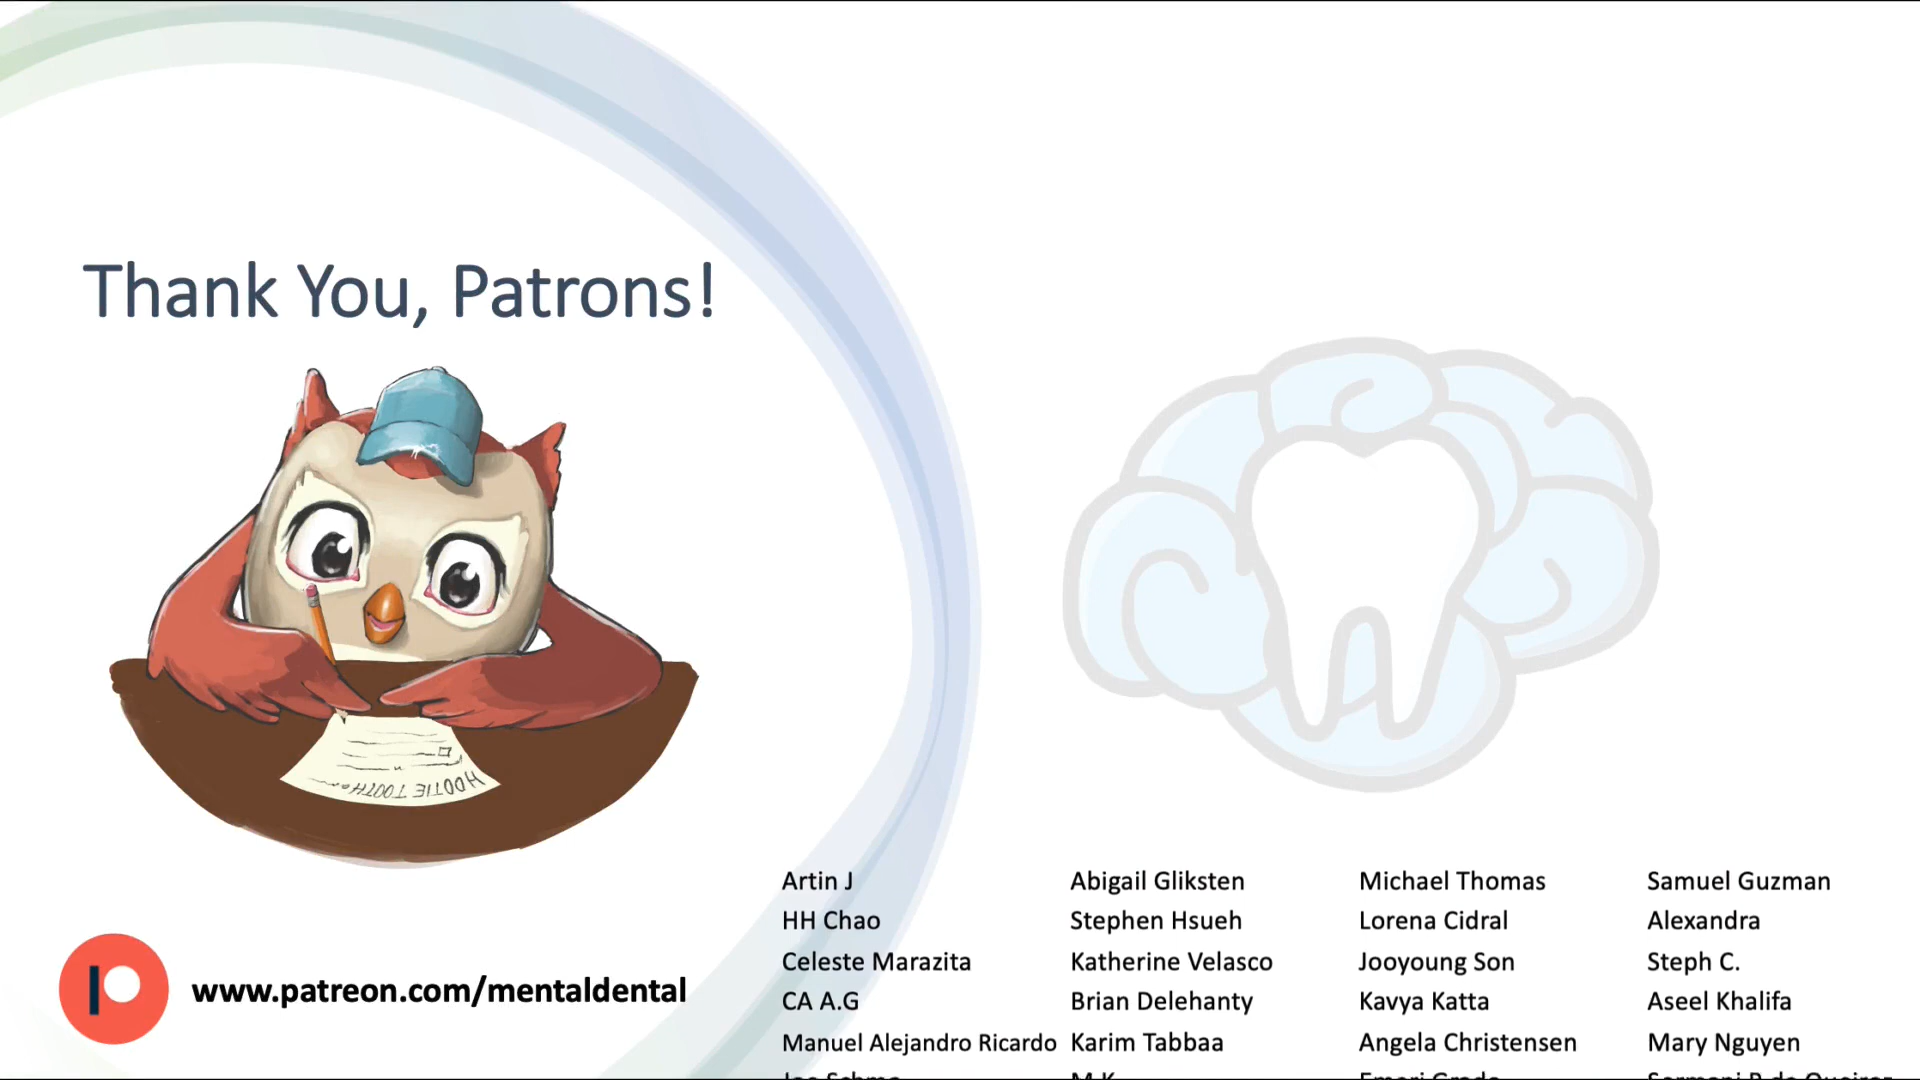 Thank You, Patrons!
HOOTIE TOOTH
www.patreon.com/mentaldental
Artin J
Abigail Gliksten
Michael Thomas
Samuel Guzman
HH Chao
Stephen Hsueh
Lorena Cidral
Alexandra
Celeste Marazita
Katherine Velasco
Jooyoung Son
Steph C.
CA A.G
Brian Delehanty
Kavya Katta
Aseel Khalifa
Manuel Alejandro Ricardo
Karim Tabbaa
Angela Christensen
Mary Nguyen